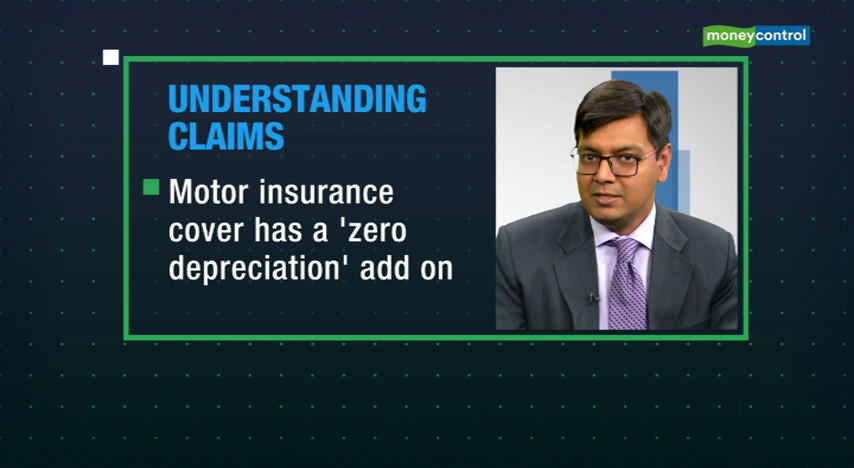 moneycontrol
UNDERSTANDING
CLAIMS
Motor insurance
cover has a 'zero
depreciation' add on